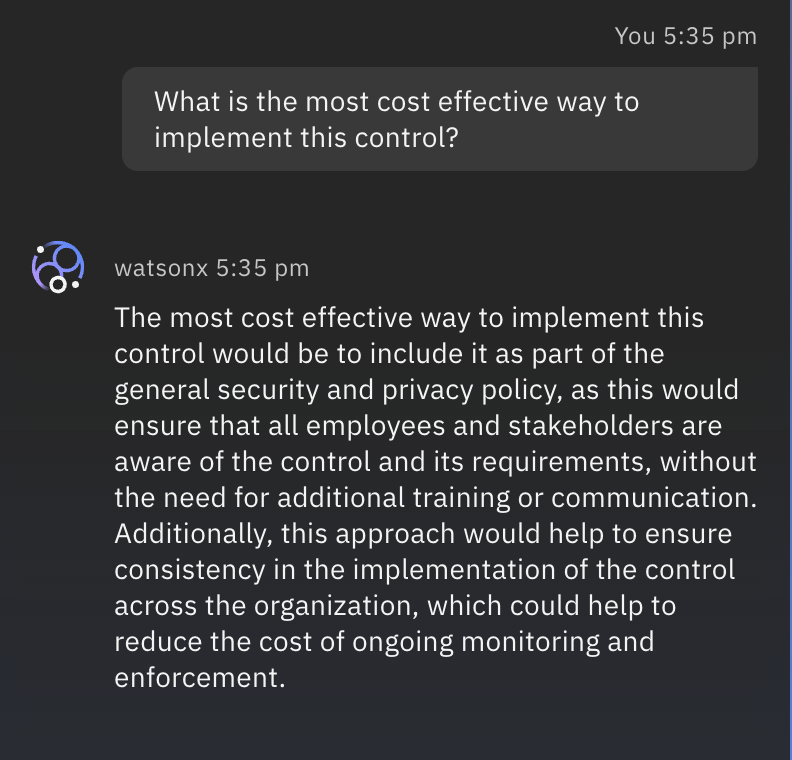 You 5:35 pm
What is the most cost effective way to
implement this control?
watsonx 5:35 pm
The most cost effective way to implement this
control would be to include it as part of the
general security and privacy policy, as this would
ensure that all employees and stakeholders are
aware of the control and its requirements, without
the need for additional training or communication.
Additionally, this approach would help to ensure
consistency in the implementation of the control
across the organization, which could help to
reduce the cost of ongoing monitoring and
enforcement.